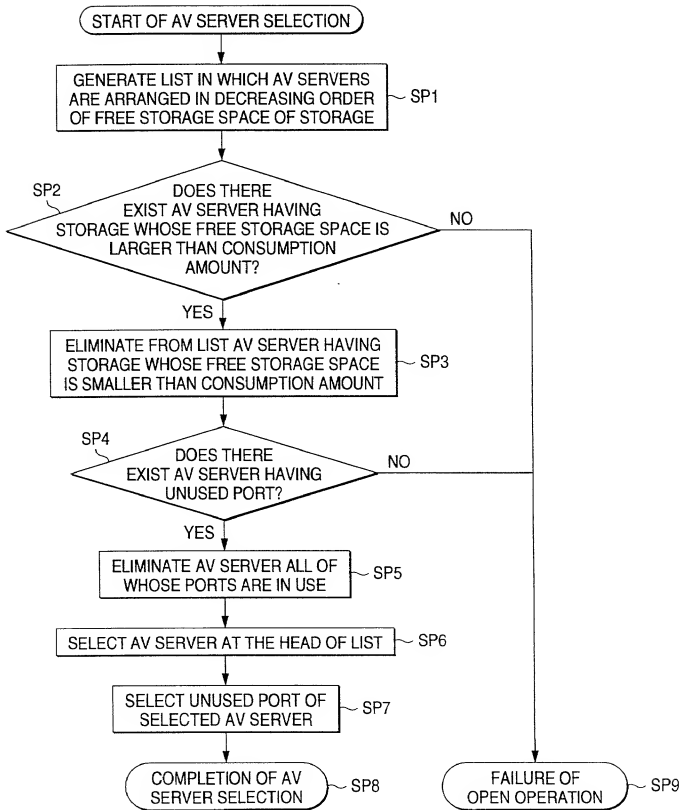 START OF AV SERVER SELECTION
GENERATE LIST IN WHICH AV SERVERS
ARE ARRANGED IN DECREASING ORDER
OF FREE STORAGE SPACE OF STORAGE
SP1
SP2
DOES THERE
EXIST AV SERVER HAVING
STORAGE WHOSE FREE STORAGE SPACE IS
LARGER THAN CONSUMPTION
AMOUNT?
NO
YES
ELIMINATE FROM LIST AV SERVER HAVING
STORAGE WHOSE FREE STORAGE SPACE
IS SMALLER THAN CONSUMPTION AMOUNT
SP3
SP4
DOES THERE
EXIST AV SERVER HAVING
UNUSED PORT?
NO
YES
ELIMINATE AV SERVER ALL OF
WHOSE PORTS ARE IN USE
SP5
SELECT AV SERVER AT THE HEAD OF LIST
SP6
SELECT UNUSED PORT OF
SELECTED AV SERVER
SP7
COMPLETION OF AV
SERVER SELECTION
SP8
FAILURE OF
OPEN OPERATION
SP9